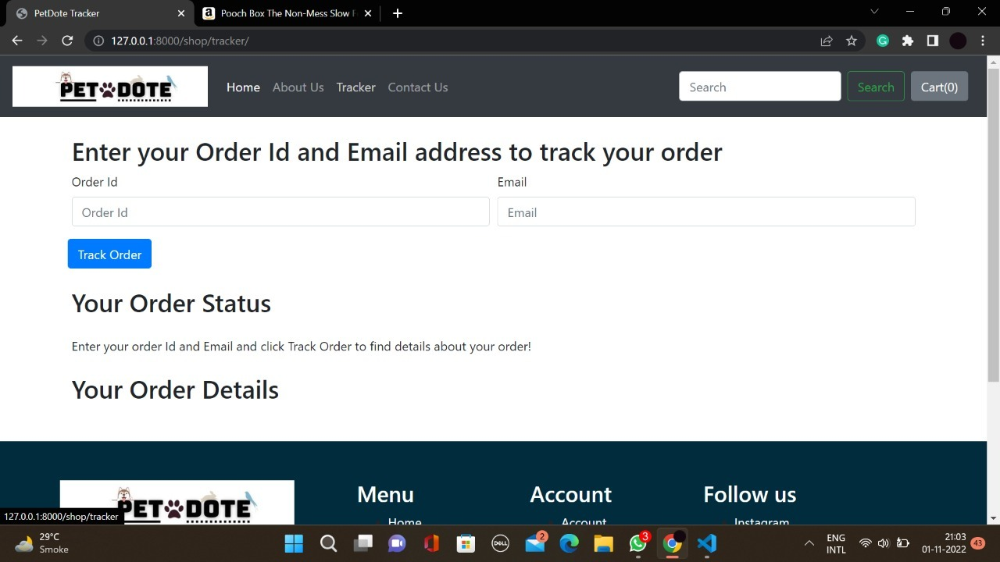 PetDote Tracker
Pooch Box The Non-Mess Slow F
127.0.0.1:8000/shop/tracker/
PET DOTE
Home About Us Tracker Contact Us
Search Search Cart(0)
Enter your Order Id and Email address to track your order
Order Id Email
Order Id Email
Track Order
Your Order Status
Enter your order Id and Email and click Track Order to find details about your order!
Your Order Details
PET DOTE
Menu Account Follow us
Home Account Instagram
127.0.0.1:8000/shop/tracker
29°C
Smoke
DELL
2
3
ENG
INTL
21:03
01-11-2022
43